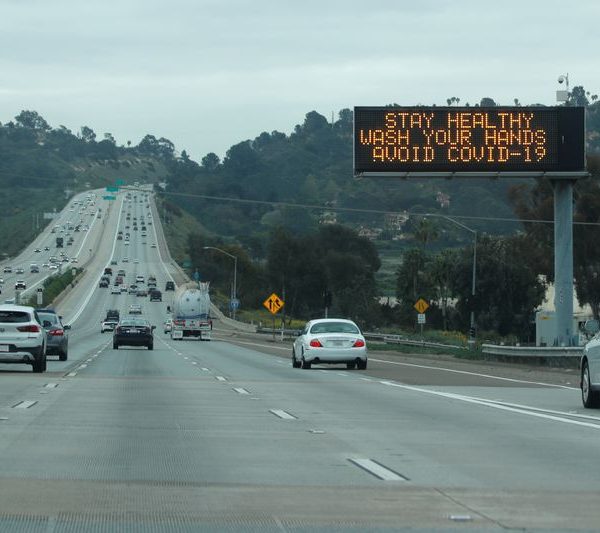 STAY HEALTHY
WASH YOUR HANDS
AVOID COVID-19